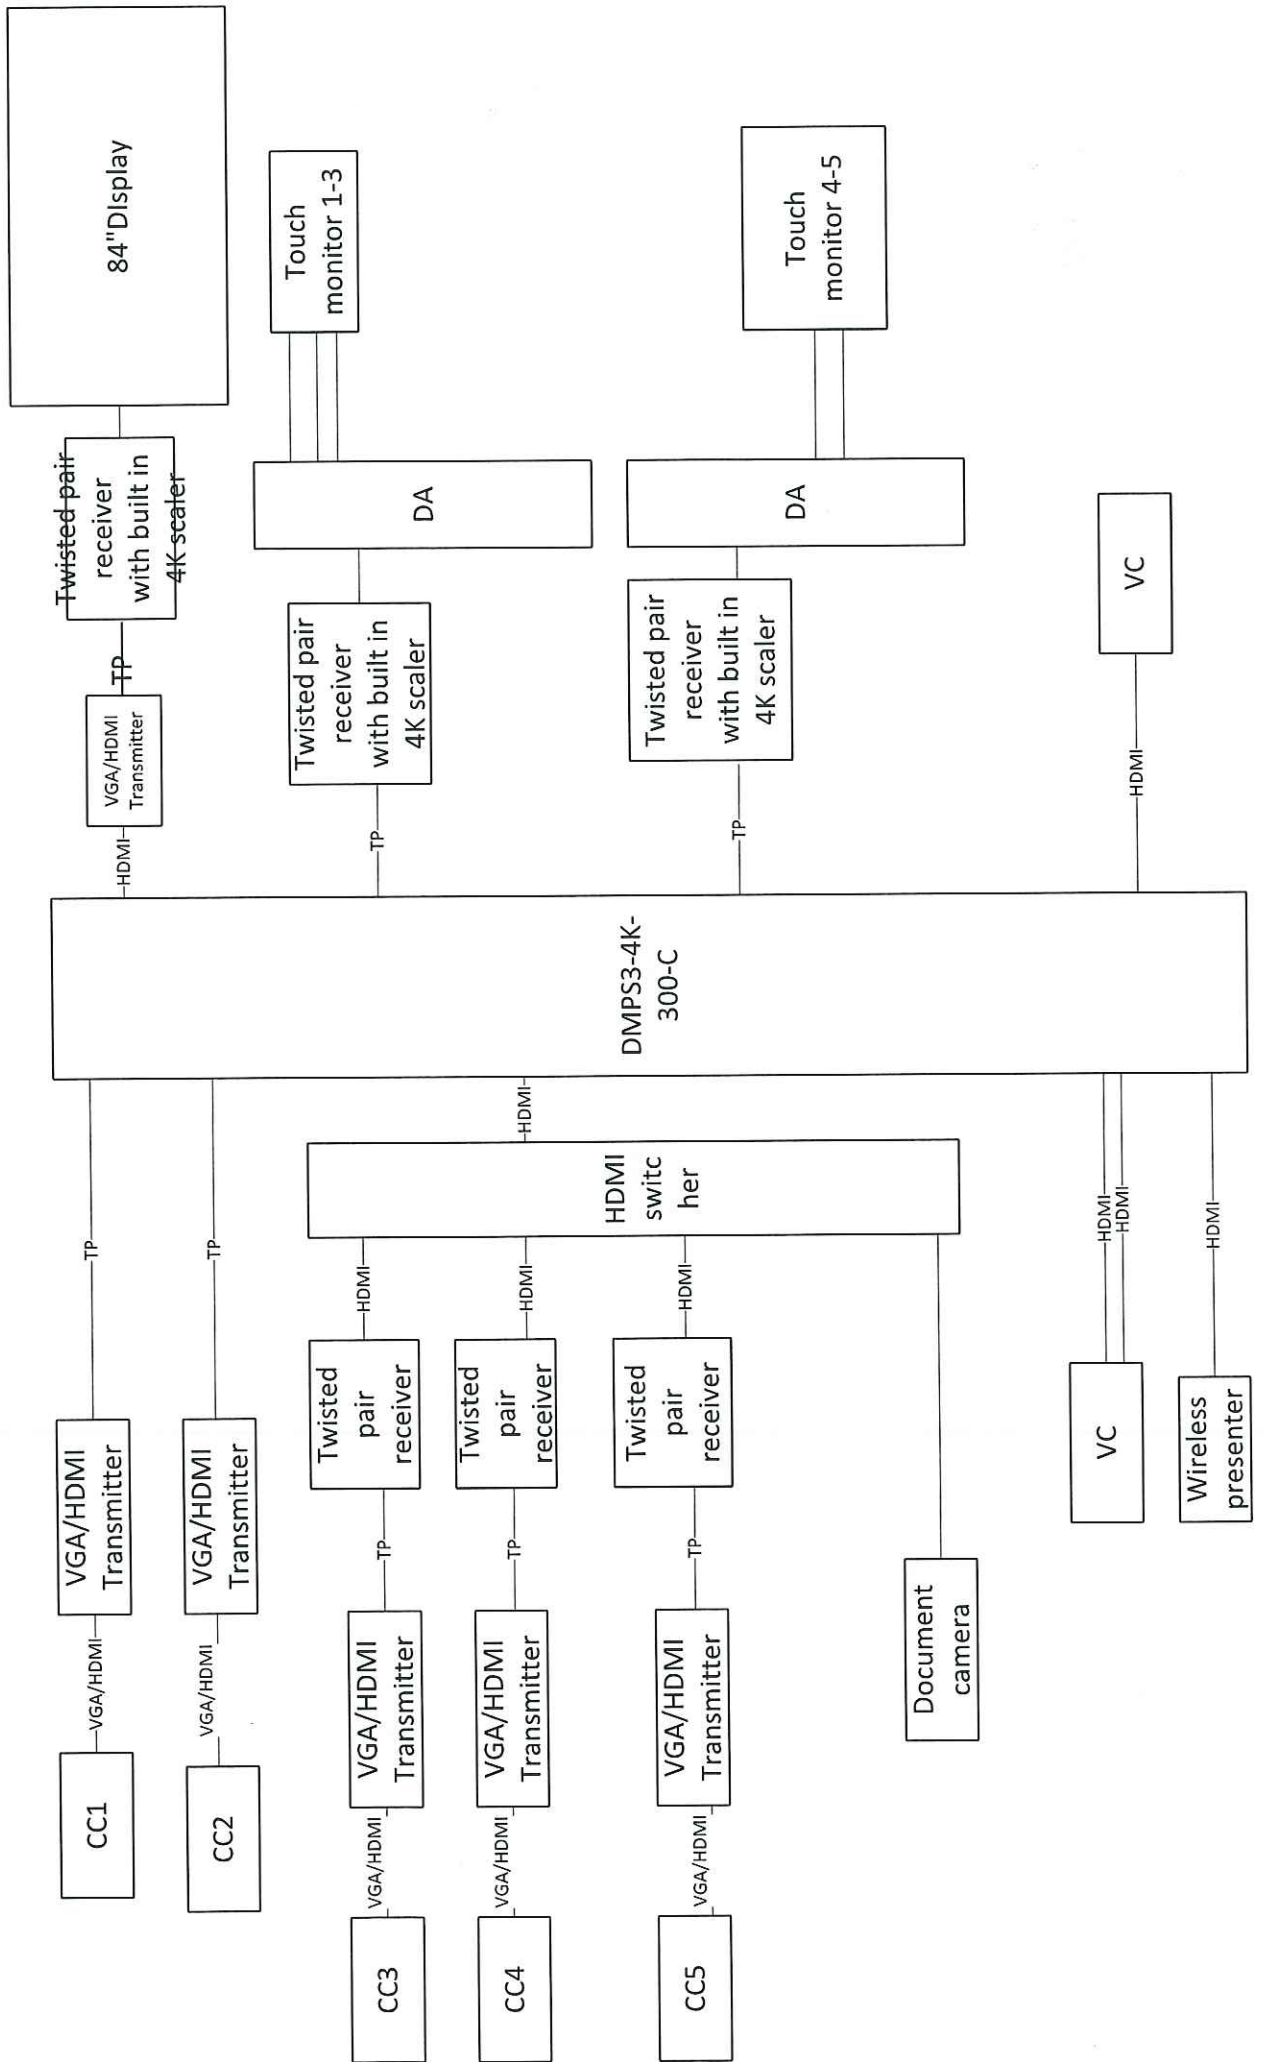 CC1
VGA/HDMI
VGA/HDMI
Transmitter
TP
CC2
VGA/HDMI
VGA/HDMI
Transmitter
TP
CC3
VGA/HDMI
VGA/HDMI
Transmitter
TP
Twisted
pair
receiver
HDMI
CC4
VGA/HDMI
VGA/HDMI
Transmitter
TP
Twisted
pair
receiver
HDMI
CC5
VGA/HDMI
VGA/HDMI
Transmitter
TP
Twisted
pair
receiver
HDMI
Document
camera
HDMI
switc
her
HDMI
VC
HDMI
HDMI
Wireless
presenter
HDMI
DMPS3-4K-
300-C
HDMI
VGA/HDMI
Transmitter
TP
Twisted pair
receiver
with built in
4K scaler
84"DIsplay
TP
Twisted pair
receiver
with built in
4K scaler
DA
Touch
monitor 1-3
TP
Twisted pair
receiver
with built in
4K scaler
DA
Touch
monitor 4-5
HDMI
VC